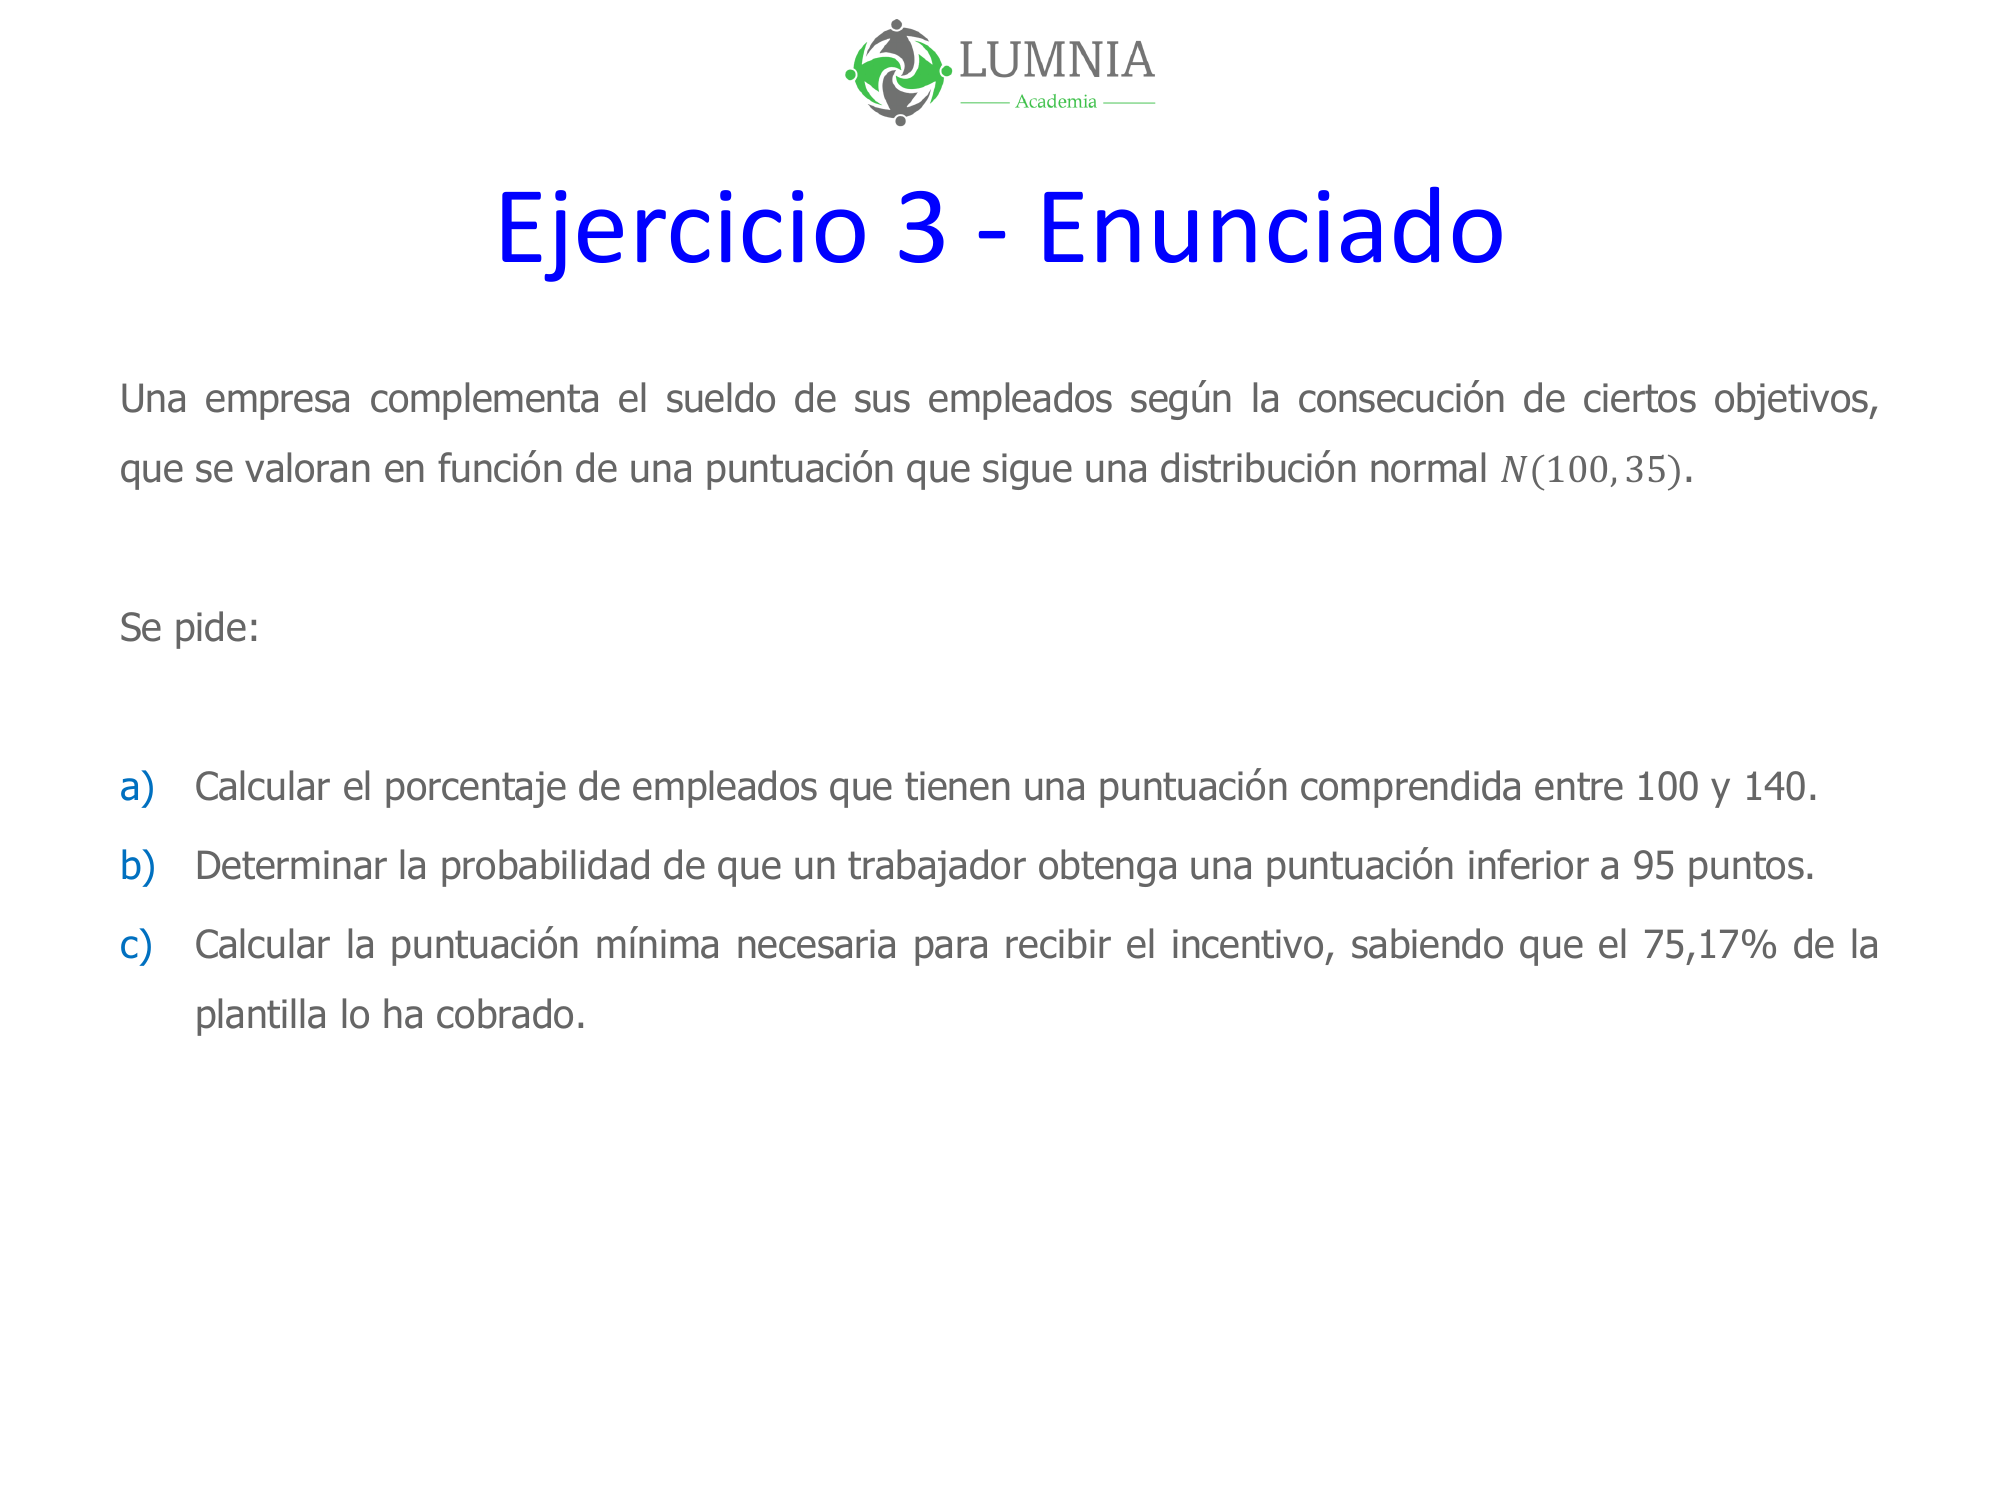 LUMNIA
Academia
Ejercicio 3 - Enunciado
Una empresa complementa el sueldo de sus empleados según la consecución de ciertos objetivos,
que se valoran en función de una puntuación que sigue una distribución normal N(100, 35).
Se pide:
a) Calcular el porcentaje de empleados que tienen una puntuación comprendida entre 100 y 140.
b) Determinar la probabilidad de que un trabajador obtenga una puntuación inferior a 95 puntos.
c) Calcular la puntuación mínima necesaria para recibir el incentivo, sabiendo que el 75,17% de la
plantilla lo ha cobrado.